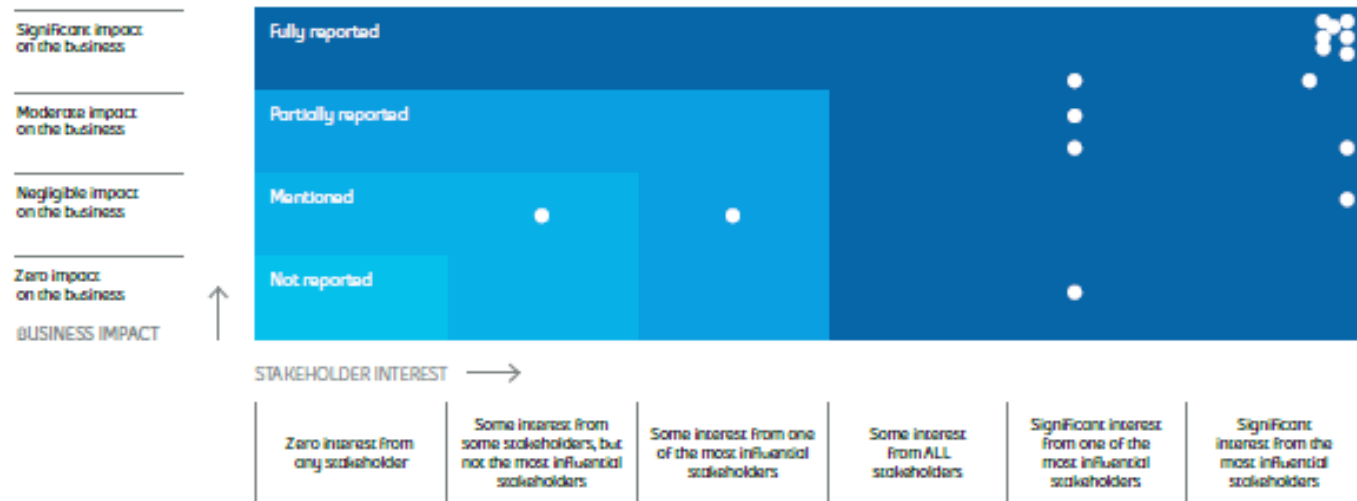 Significant impact
on the business
Fully reported
Moderate impact
on the business
Partially reported
Negligible impact
on the business
Mentioned
Zero impact
on the business
Not reported
BUSINESS IMPACT
STAKEHOLDER INTEREST
Zero interest from
any stakeholder
Some interest from
some stakeholders, but
not the most influential
stakeholders
Some interest from one
of the most influential
stakeholders
Some interest
from ALL
stakeholders
Significant interest
from one of the
most influential
stakeholders
Significant
interest from the
most influential
stakeholders